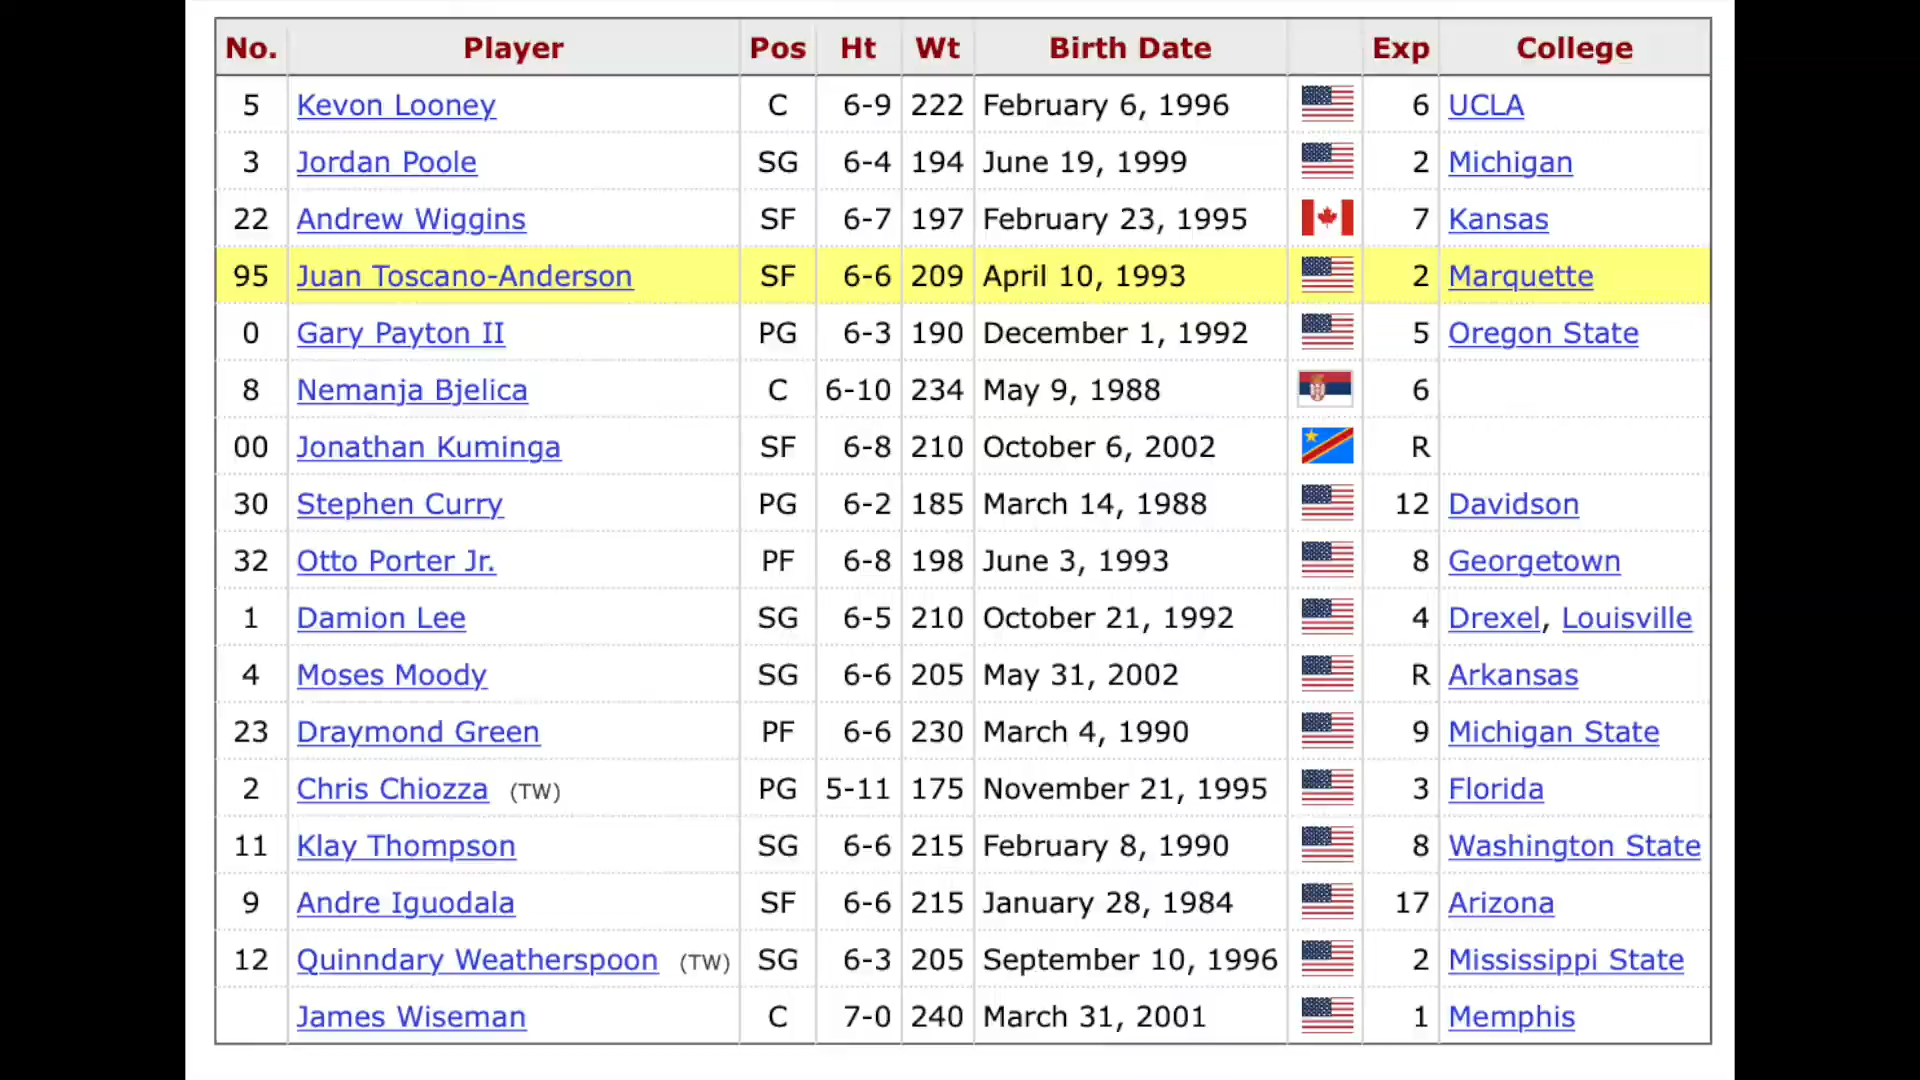 No. Player Pos Ht Wt Birth Date Exp College
5 Kevon Looney C 6-9 222 February 6, 1996 6 UCLA
3 Jordan Poole SG 6-4 194 June 19, 1999 2 Michigan
22 Andrew Wiggins SF 6-7 197 February 23, 1995 7 Kansas
95 Juan Toscano-Anderson SF 6-6 209 April 10, 1993 2 Marquette
0 Gary Payton II PG 6-3 190 December 1, 1992 5 Oregon State
8 Nemanja Bjelica C 6-10 234 May 9, 1988 6
00 Jonathan Kuminga SF 6-8 210 October 6, 2002 R
30 Stephen Curry PG 6-2 185 March 14, 1988 12 Davidson
32 Otto Porter Jr. PF 6-8 198 June 3, 1993 8 Georgetown
1 Damion Lee SG 6-5 210 October 21, 1992 4 Drexel, Louisville
4 Moses Moody SG 6-6 205 May 31, 2002 R Arkansas
23 Draymond Green PF 6-6 230 March 4, 1990 9 Michigan State
2 Chris Chiozza (TW) PG 5-11 175 November 21, 1995 3 Florida
11 Klay Thompson SG 6-6 215 February 8, 1990 8 Washington State
9 Andre Iguodala SF 6-6 215 January 28, 1984 17 Arizona
12 Quinndary Weatherspoon (TW) SG 6-3 205 September 10, 1996 2 Mississippi State
James Wiseman C 7-0 240 March 31, 2001 1 Memphis